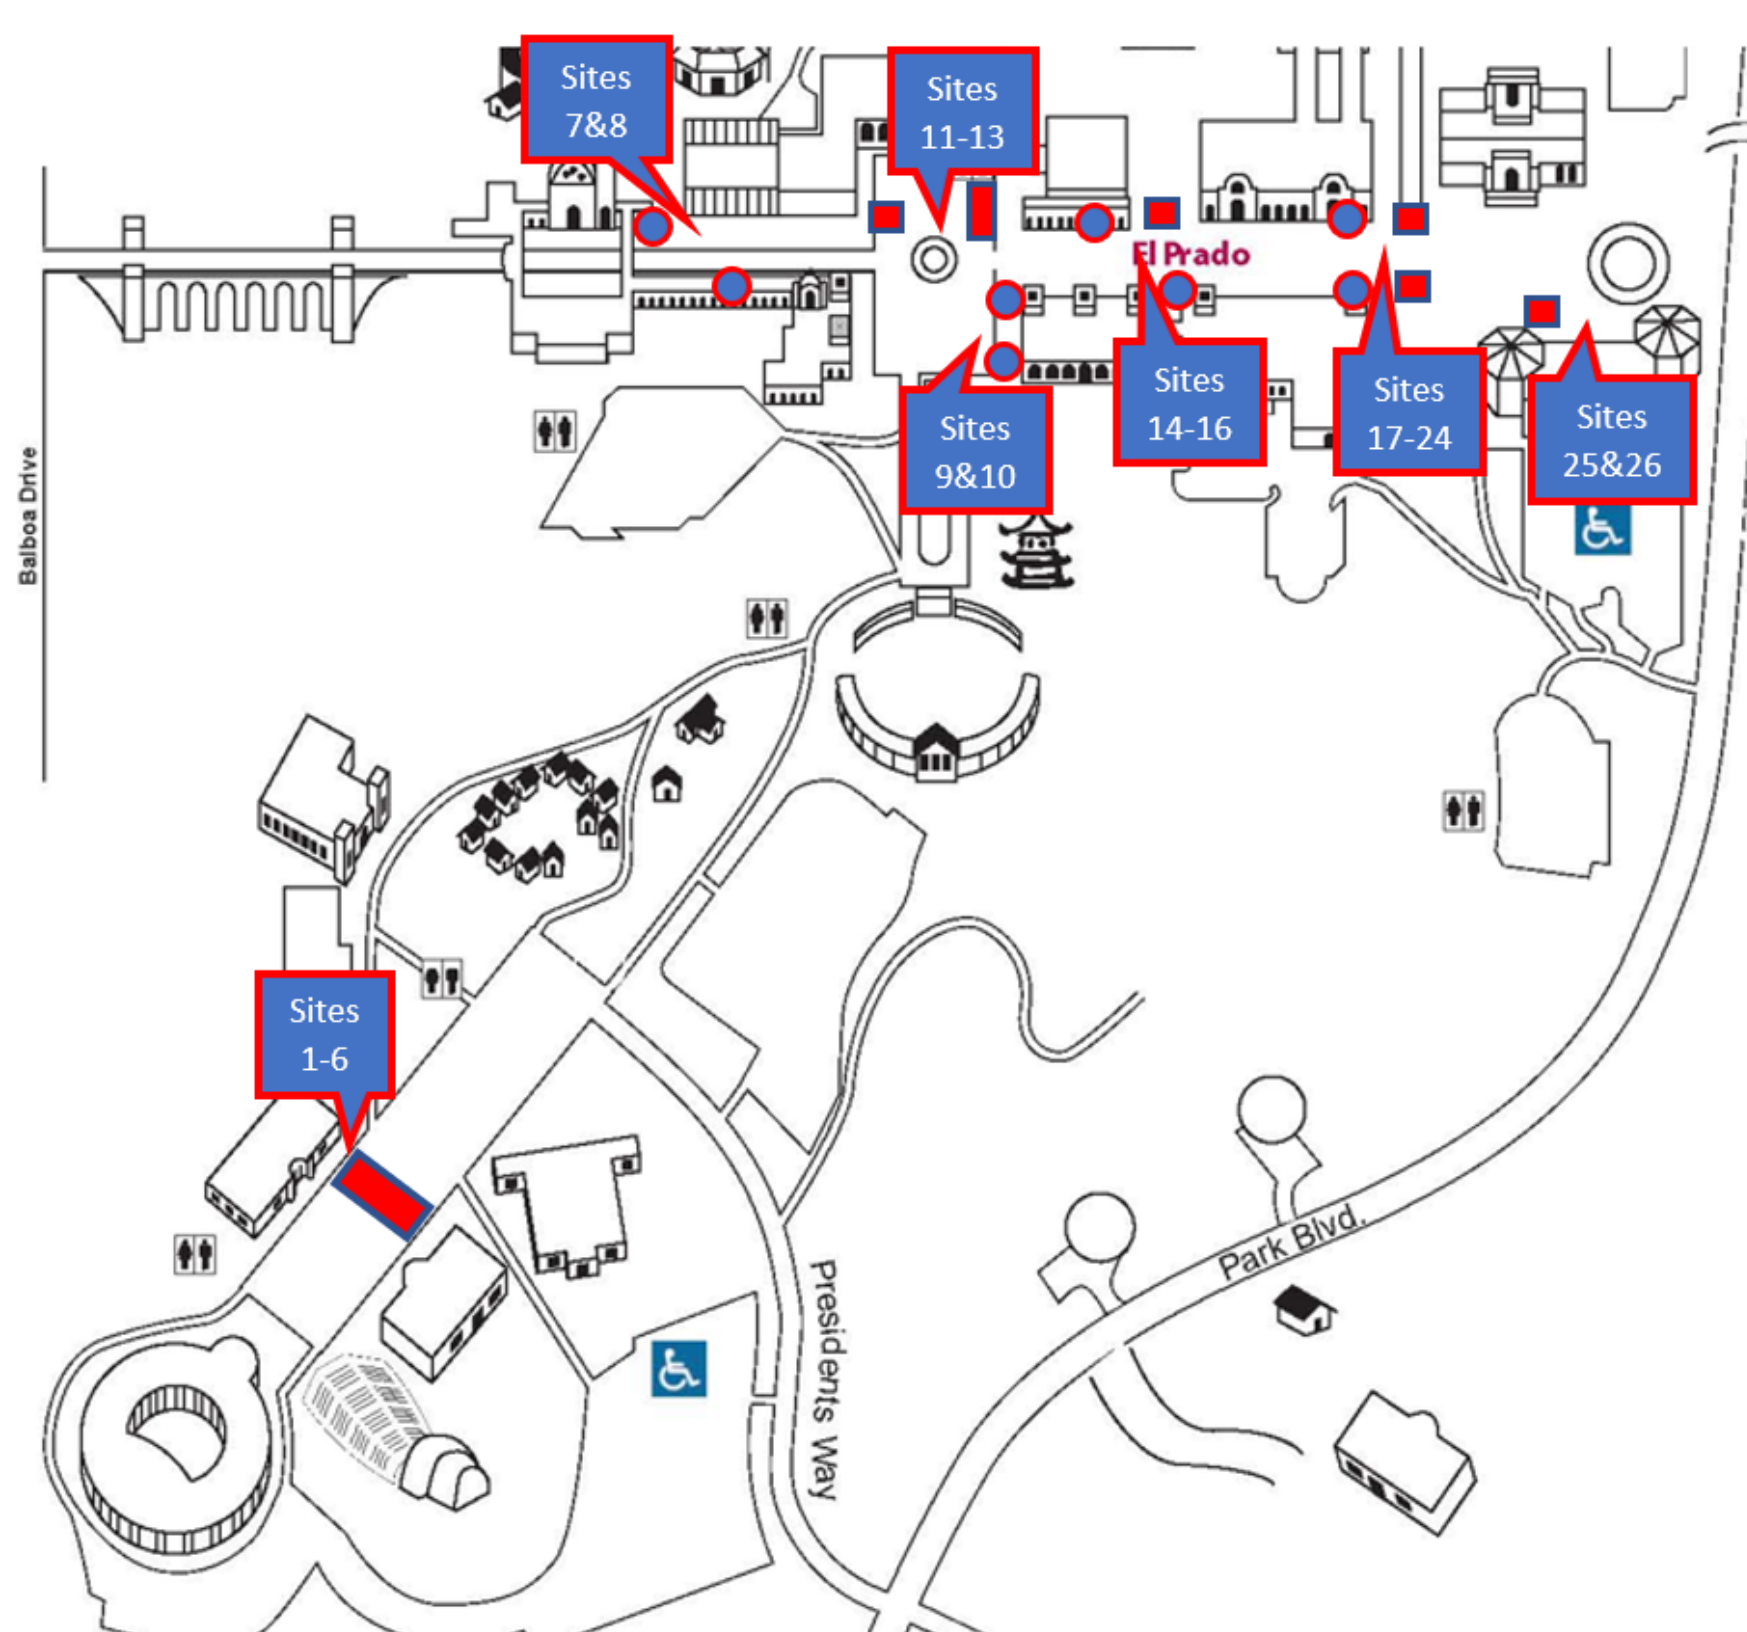 Sites
7&8
Sites
11-13
El Prado
Sites
9&10
Sites
14-16
Sites
17-24
Sites
25&26
Balboa Drive
Sites
1-6
Park Blvd.
Presidents Way